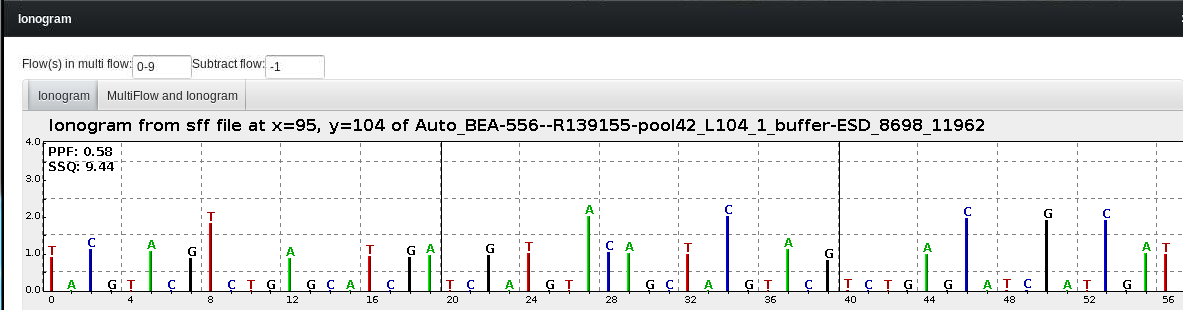 Ionogram
Flow(s) in multi flow: 0-9 Subtract flow: -1
Ionogram MultiFlow and Ionogram
Ionogram from sff file at x=95, y=104 of Auto_BEA-556--R139155-pool42_L104_1_buffer-ESD_8698_11962
4.0
PPF: 0.58
SSQ: 9.44
3.0
2.0
1.0
0.0
T A C G T A C G T C T G A G C A T C G A T C G A T G T A C A G C T A C G T A C G T C T G A G C A T C G A T C G A T
0 4 8 12 16 20 24 28 32 36 40 44 48 52 56